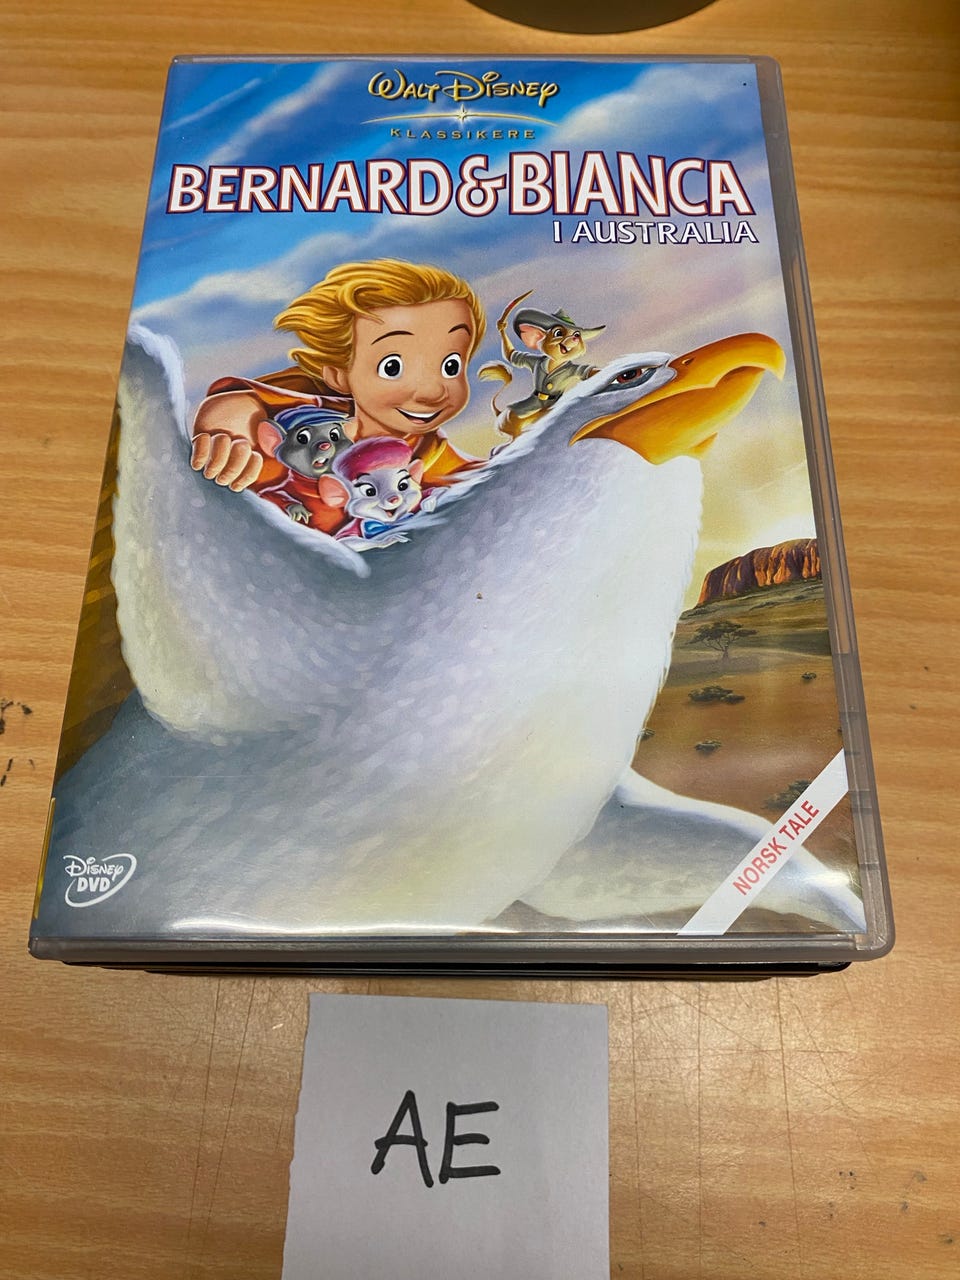 WALT DISNEY
KLASSIKERE
BERNARD & BIANCA
I AUSTRALIA
DISNEY
DVD
NORSK TALE
AE